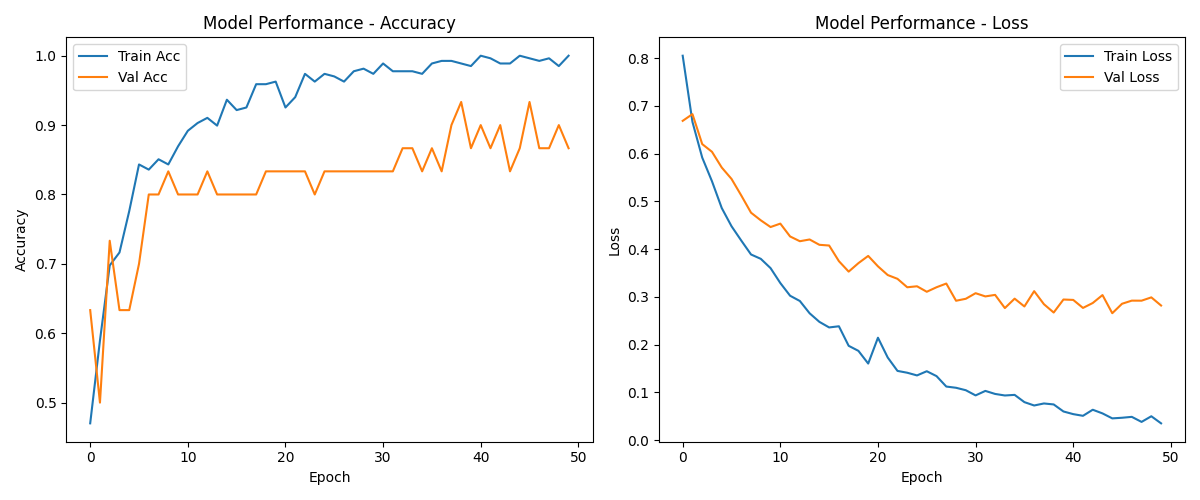 Model Performance - Accuracy
Train Acc
Val Acc
Accuracy
1.0
0.9
0.8
0.7
0.6
0.5
0 10 20 30 40 50
Epoch
Model Performance - Loss
Train Loss
Val Loss
Loss
0.8
0.7
0.6
0.5
0.4
0.3
0.2
0.1
0.0
0 10 20 30 40 50
Epoch